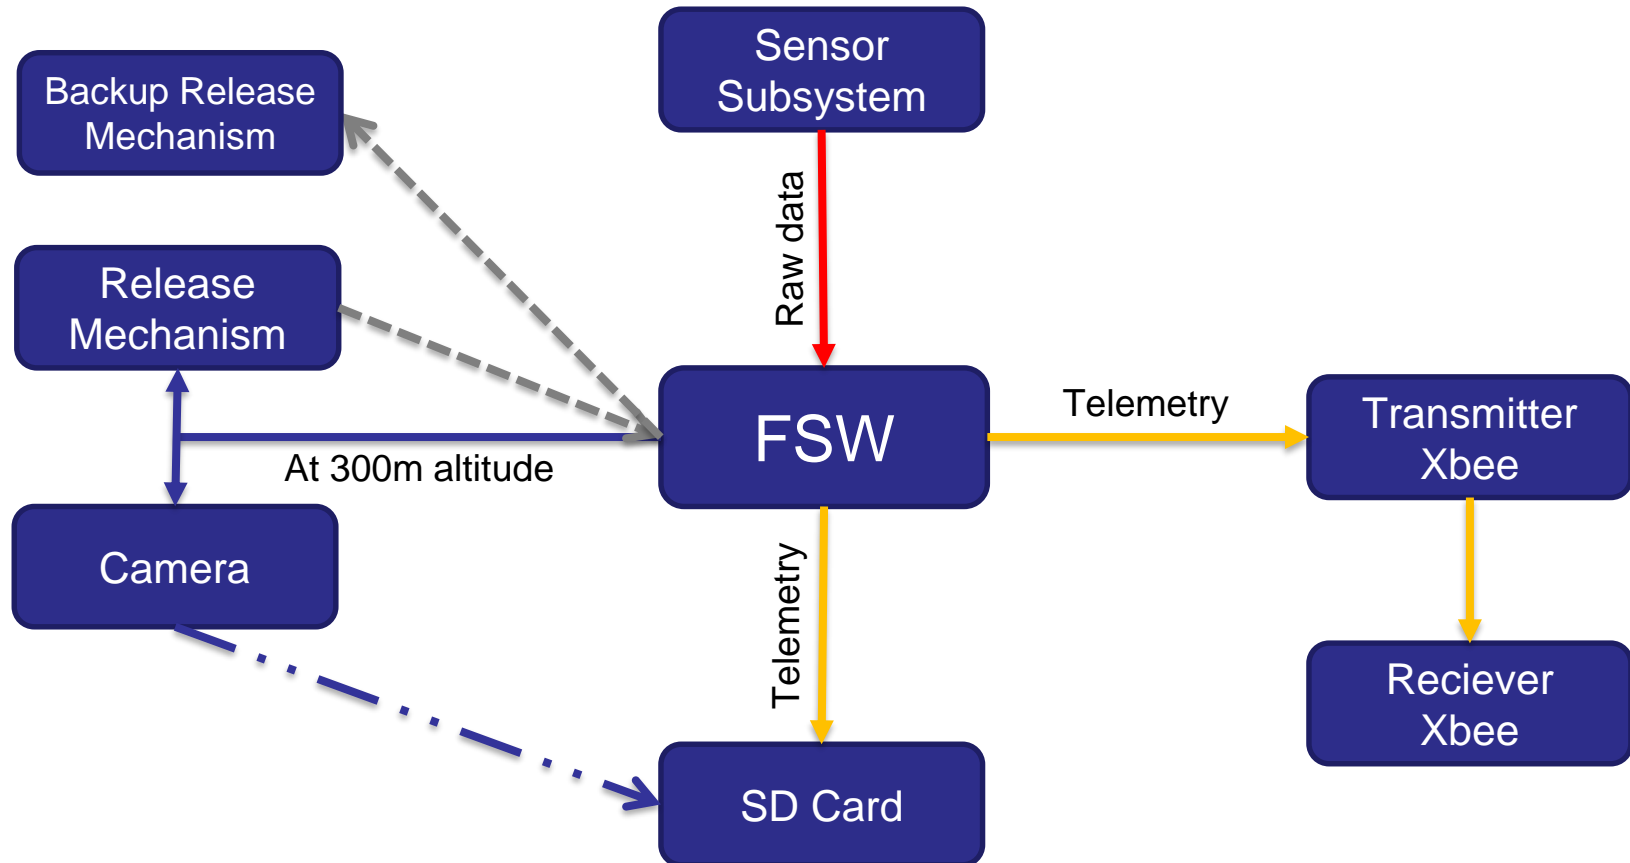 Sensor
Subsystem
Backup Release
Mechanism
Raw data
Release
Mechanism
FSW
Telemetry
Transmitter
Xbee
At 300m altitude
Camera
Telemetry
Reciever
Xbee
SD Card